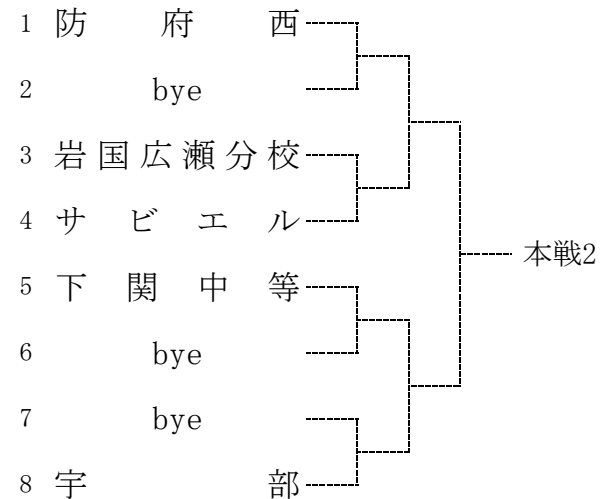 1 防府西
2 bye
3 岩国広瀬分校
4 サビエル
本戦2
5 下関中等
6 bye
7 bye
8 宇部